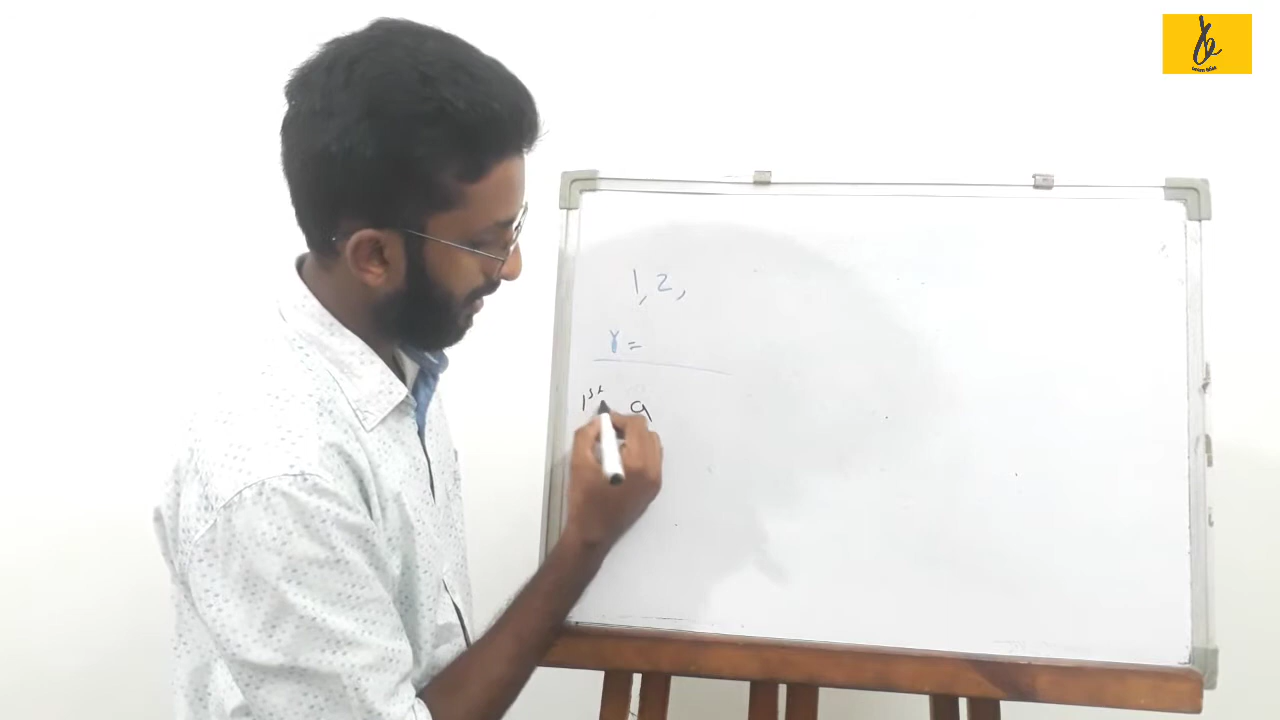 1, 2,
r =
1st a